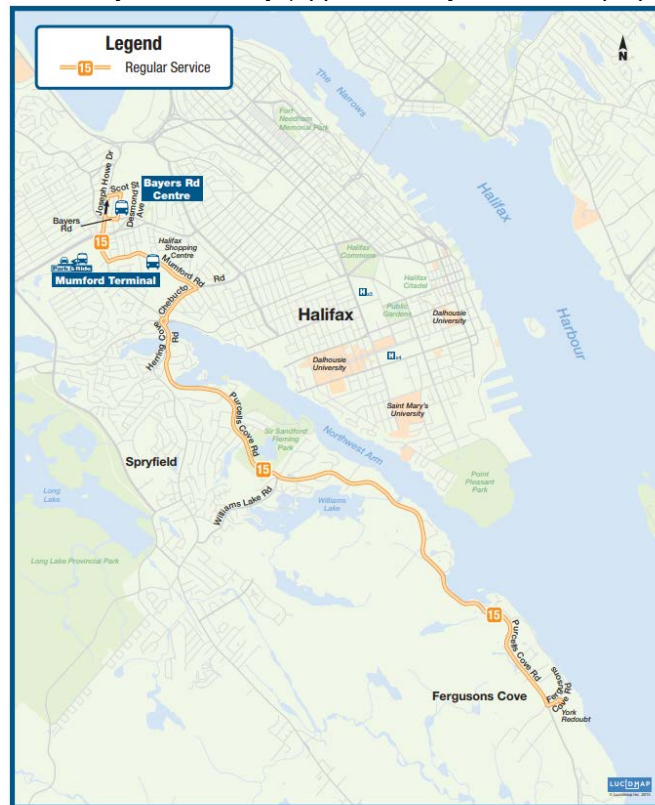 Legend
15 Regular Service
N
The Narrows
Fort
Needham
Memorial Park
Joseph Howe Dr
Scot St
Desmond
Ave
Bayers Rd
Centre
Bayers
Rd
15
Park & Ride
Mumford Terminal
Halifax
Shopping
Centre
Mumford Rd
Chebucto Rd
Herring Cove
Rd
Halifax
Harbour
Halifax
Commons
Halifax
Citadel
Public
Gardens
Dalhousie
University
Halifax
H
H
Dalhousie
University
Saint Mary's
University
Purcells Cove Rd
Sir Sandford
Fleming
Park
Northwest Arm
Point
Pleasant
Park
Spryfield
15
Long
Lake
Williams Lake Rd
Williams
Lake
Long Lake Provincial Park
15
Purcells Cove Rd
Fergusons Cove
Fergusons
Cove Rd
York
Redoubt
LUCIDMAP